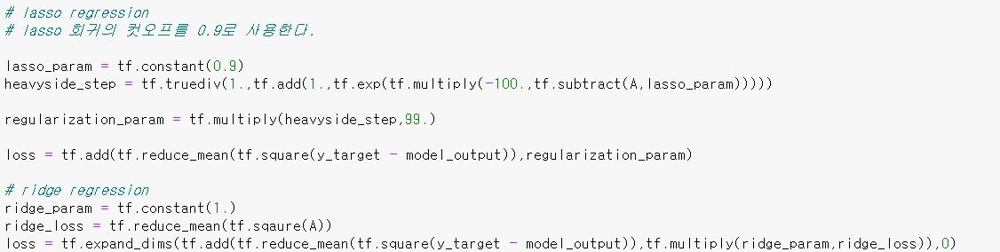 # lasso regression
# lasso 회귀의 컷오프를 0.9로 사용한다.
lasso_param = tf.constant(0.9)
heavyside_step = tf.truediv(1.,tf.add(1.,tf.exp(tf.multiply(-100.,tf.subtract(A,lasso_param)))))
regularization_param = tf.multiply(heavyside_step,99.)
loss = tf.add(tf.reduce_mean(tf.square(y_target - model_output)),regularization_param)
# ridge regression
ridge_param = tf.constant(1.)
ridge_loss = tf.reduce_mean(tf.sqaure(A))
loss = tf.expand_dims(tf.add(tf.reduce_mean(tf.square(y_target - model_output)),tf.multiply(ridge_param,ridge_loss)),0)